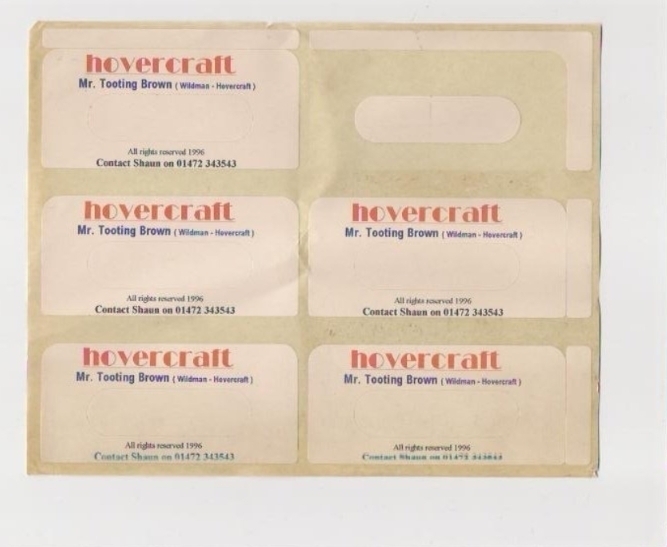 hovercraft
Mr. Tooting Brown ( Wildman - Hovercraft )
All rights reserved 1996
Contact Shaun on 01472 343543
hovercraft
Mr. Tooting Brown ( Wildman - Hovercraft )
All rights reserved 1996
Contact Shaun on 01472 343543
hovercraft
Mr. Tooting Brown ( Wildman - Hovercraft )
All rights reserved 1996
Contact Shaun on 01472 343543
hovercraft
Mr. Tooting Brown ( Wildman - Hovercraft )
All rights reserved 1996
Contact Shaun on 01472 343543
hovercraft
Mr. Tooting Brown ( Wildman - Hovercraft )
All rights reserved 1996
Contact Shaun on 01472 343543